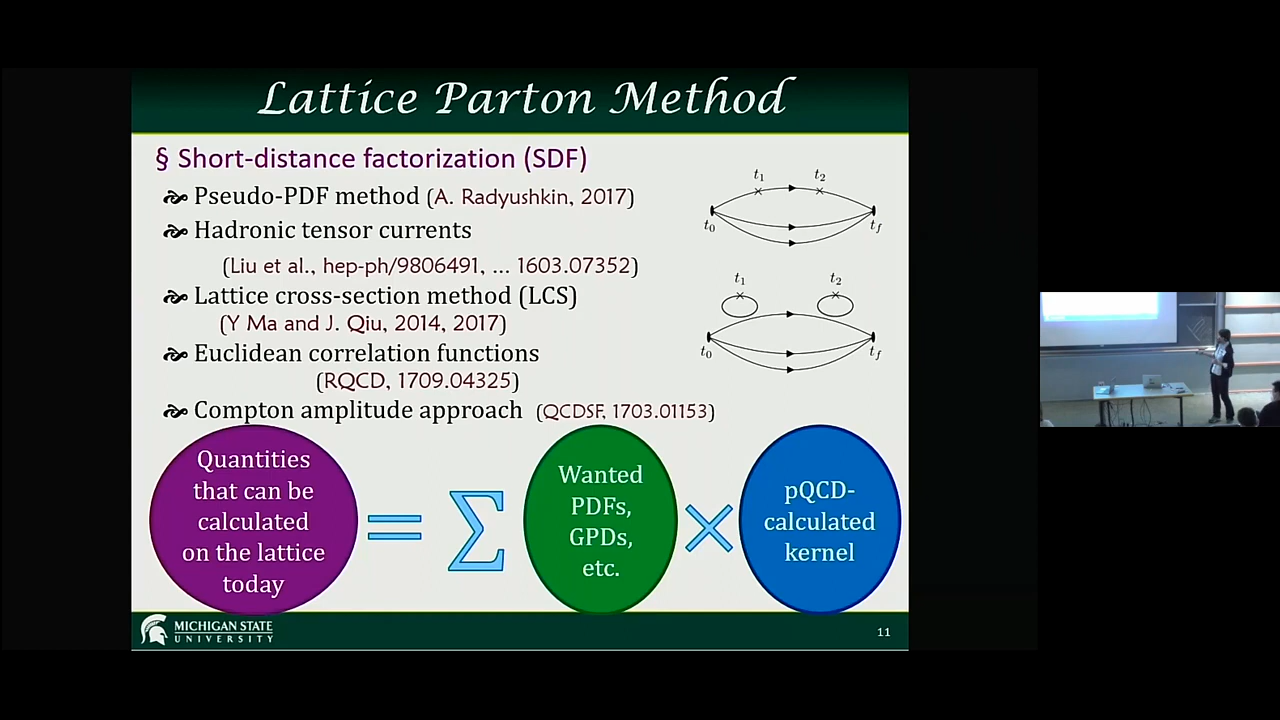 Lattice Parton Method
§ Short-distance factorization (SDF)
Pseudo-PDF method (A. Radyushkin, 2017)
Hadronic tensor currents
(Liu et al., hep-ph/9806491, ... 1603.07352)
Lattice cross-section method (LCS)
(Y Ma and J. Qiu, 2014, 2017)
Euclidean correlation functions
(RQCD, 1709.04325)
Compton amplitude approach (QCDSF, 1703.01153)
t1 t2
t0 tf
t1 t2
t0 tf
Quantities
that can be
calculated
on the lattice
today
=
Σ
Wanted
PDFs,
GPDs,
etc.
×
pQCD-
calculated
kernel
MICHIGAN STATE
UNIVERSITY
11